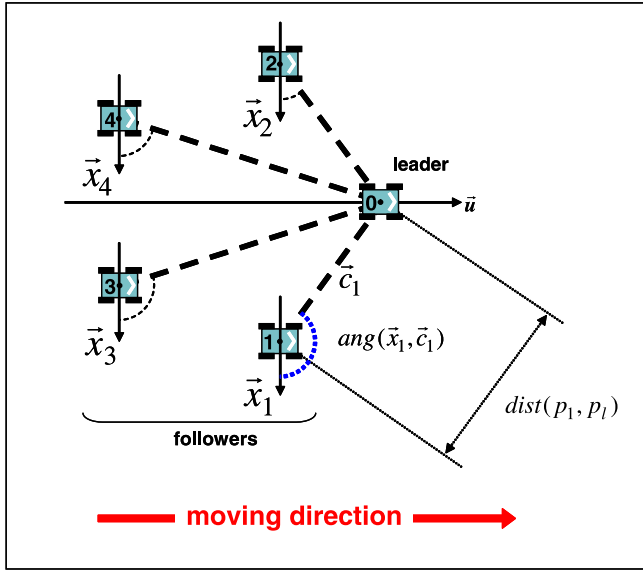 2
x⃗₂
4
x⃗₄
leader
0
u⃗
3
x⃗₃
c⃗₁
1
ang(x⃗₁, c⃗₁)
x⃗₁
dist(p₁, pₗ)
followers
moving direction